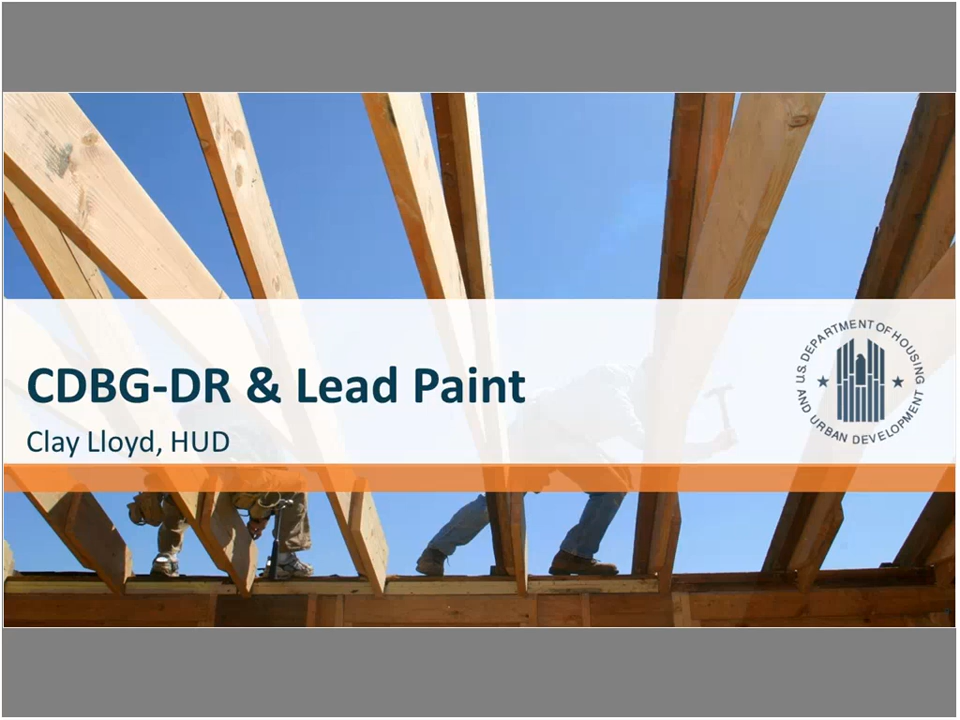 CDBG-DR & Lead Paint
Clay Lloyd, HUD
U.S. DEPARTMENT OF HOUSING
AND URBAN DEVELOPMENT